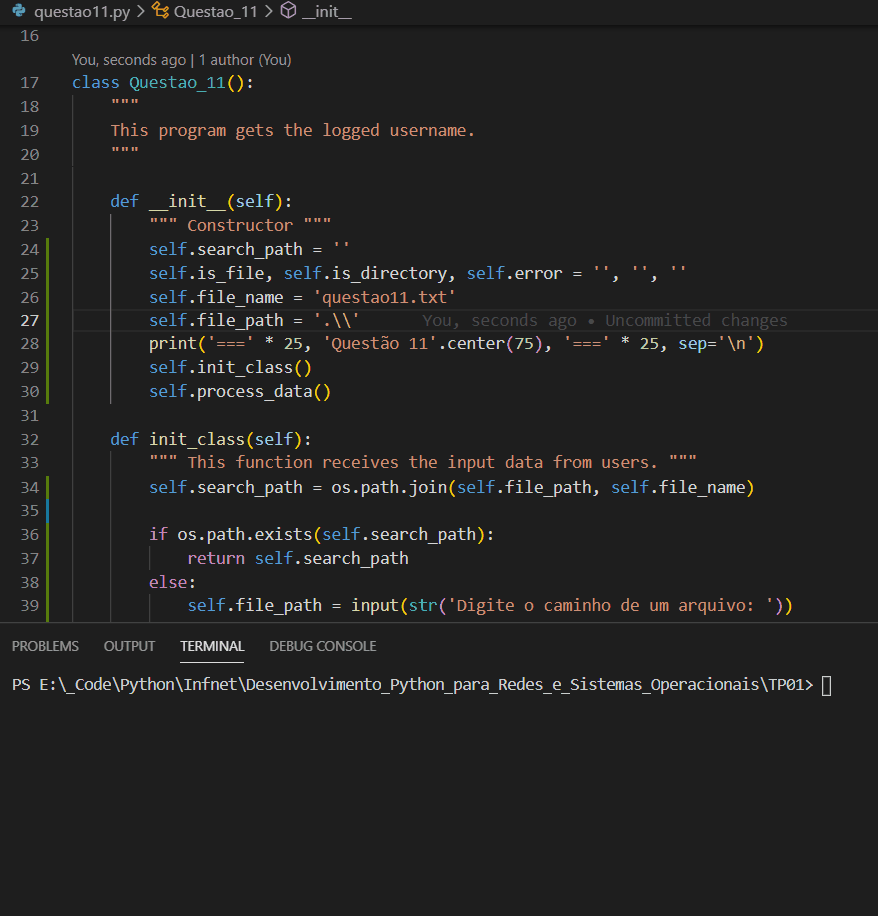 questao11.py > Questao_11 > __init__
16
You, seconds ago | 1 author (You)
17 class Questao_11():
18     """
19     This program gets the logged username.
20     """
21
22     def __init__(self):
23         """ Constructor """
24         self.search_path = ''
25         self.is_file, self.is_directory, self.error = '', '', ''
26         self.file_name = 'questao11.txt'
27         self.file_path = '.\\'     You, seconds ago • Uncommitted changes
28         print('===' * 25, 'Questão 11'.center(75), '===' * 25, sep='\n')
29         self.init_class()
30         self.process_data()
31
32     def init_class(self):
33         """ This function receives the input data from users. """
34         self.search_path = os.path.join(self.file_path, self.file_name)
35
36         if os.path.exists(self.search_path):
37             return self.search_path
38         else:
39             self.file_path = input(str('Digite o caminho de um arquivo: '))
PROBLEMS OUTPUT TERMINAL DEBUG CONSOLE
PS E:\_Code\Python\Infnet\Desenvolvimento_Python_para_Redes_e_Sistemas_Operacionais\TP01>